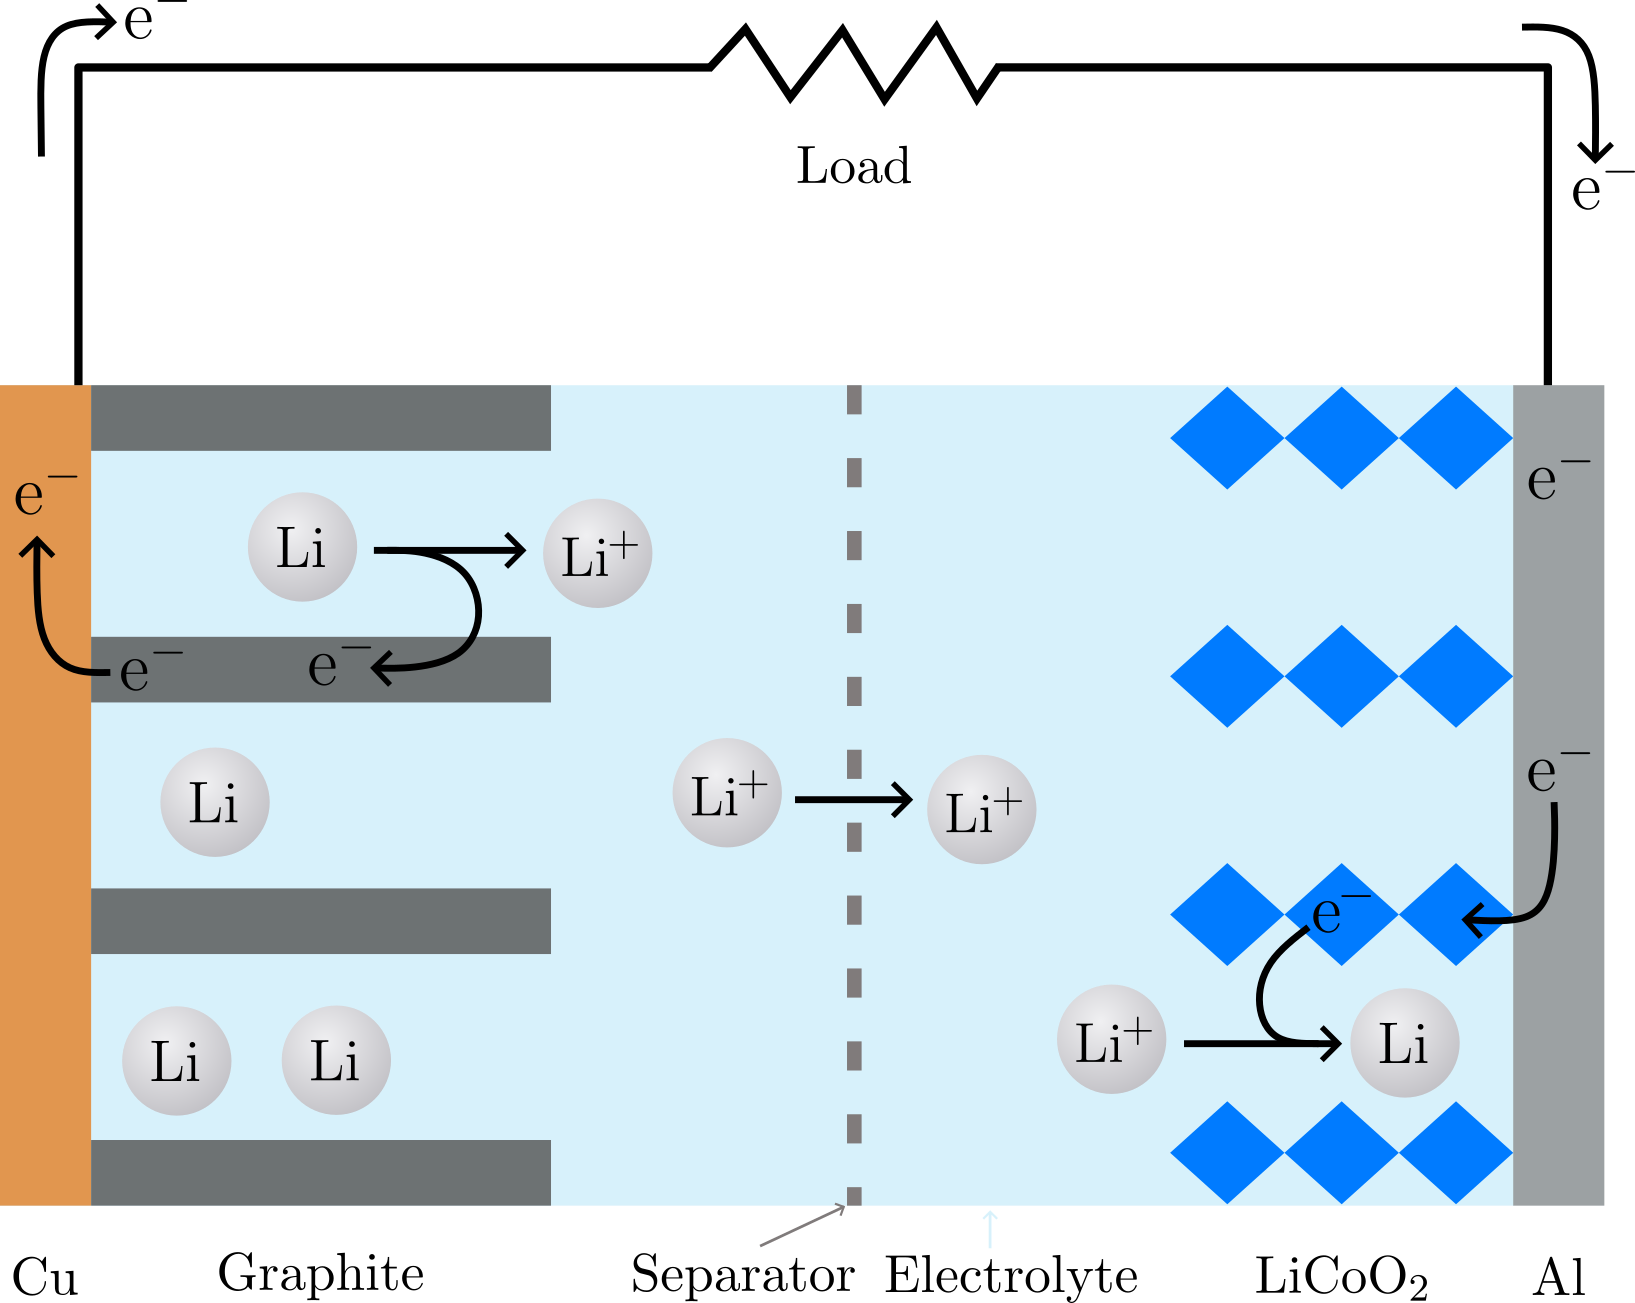 e⁻
e⁻
Load
e⁻
e⁻
Li
Li⁺
e⁻
e⁻
Li
Li⁺
Li⁺
e⁻
e⁻
Li
Li
Li⁺
Li
Cu
Graphite
Separator
Electrolyte
LiCoO₂
Al